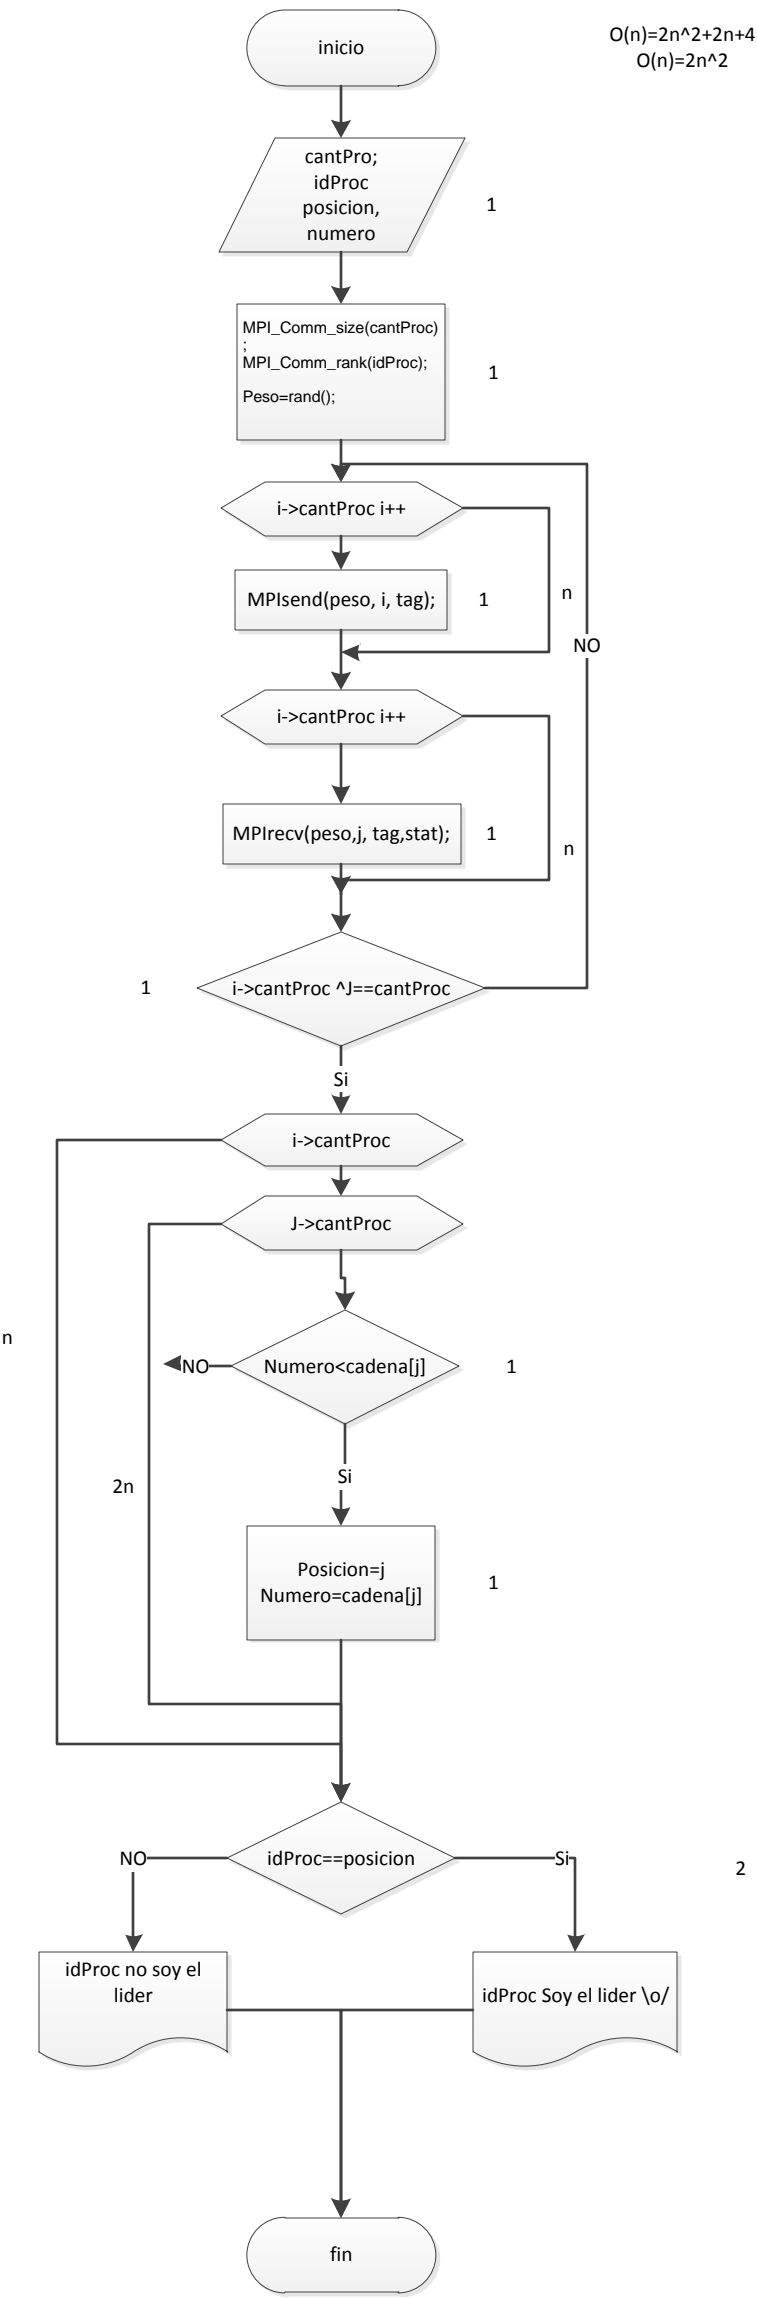 inicio
O(n)=2n^2+2n+4
O(n)=2n^2
cantPro;
idProc
posicion,
numero
1
MPI_Comm_size(cantProc)
;
MPI_Comm_rank(idProc);
Peso=rand();
1
i->cantProc i++
MPIsend(peso, i, tag);
1
n
NO
i->cantProc i++
MPIrecv(peso,j, tag,stat);
1
n
i->cantProc ^J==cantProc
1
Si
i->cantProc
J->cantProc
n
NO
Numero<cadena[j]
1
2n
Si
Posicion=j
Numero=cadena[j]
1
NO
idProc==posicion
Si
2
idProc no soy el
lider
idProc Soy el lider \o/
fin